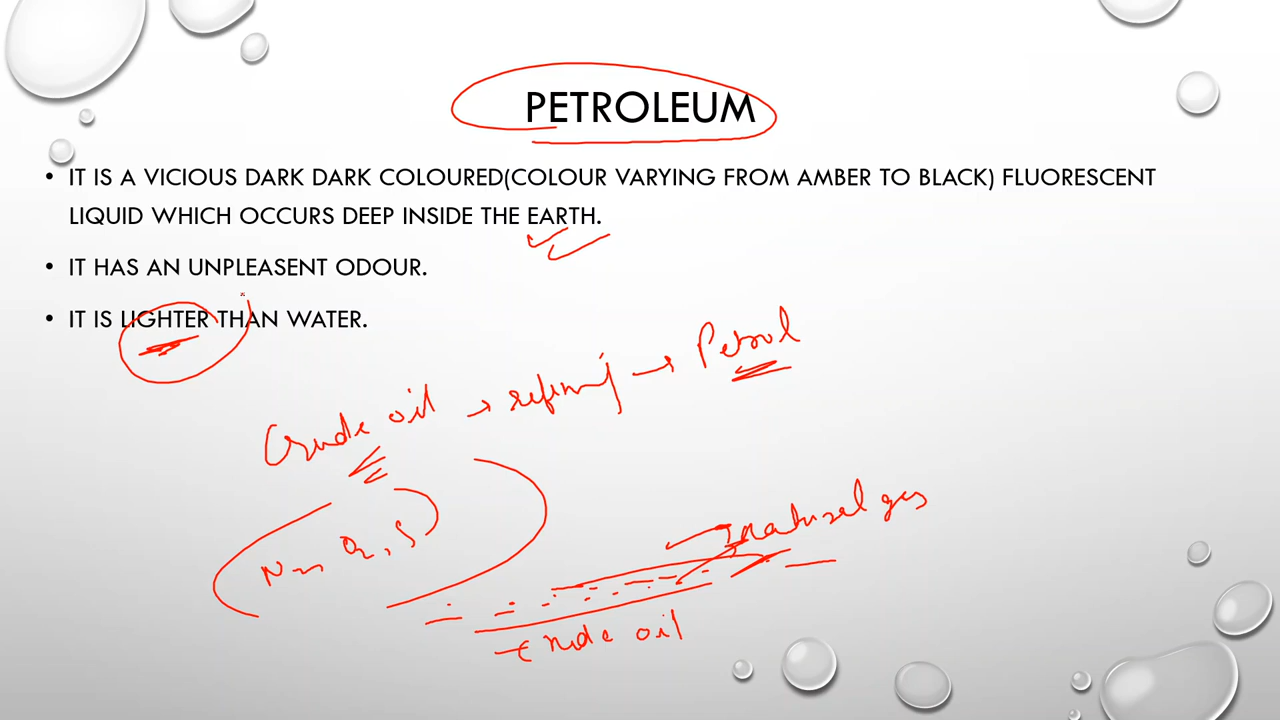 PETROLEUM
• IT IS A VICIOUS DARK DARK COLOURED(COLOUR VARYING FROM AMBER TO BLACK) FLUORESCENT
LIQUID WHICH OCCURS DEEP INSIDE THE EARTH.
• IT HAS AN UNPLEASENT ODOUR.
• IT IS LIGHTER THAN WATER.
Crude oil → refining → Petrol
natural gas
N2, O2, S
Crude oil